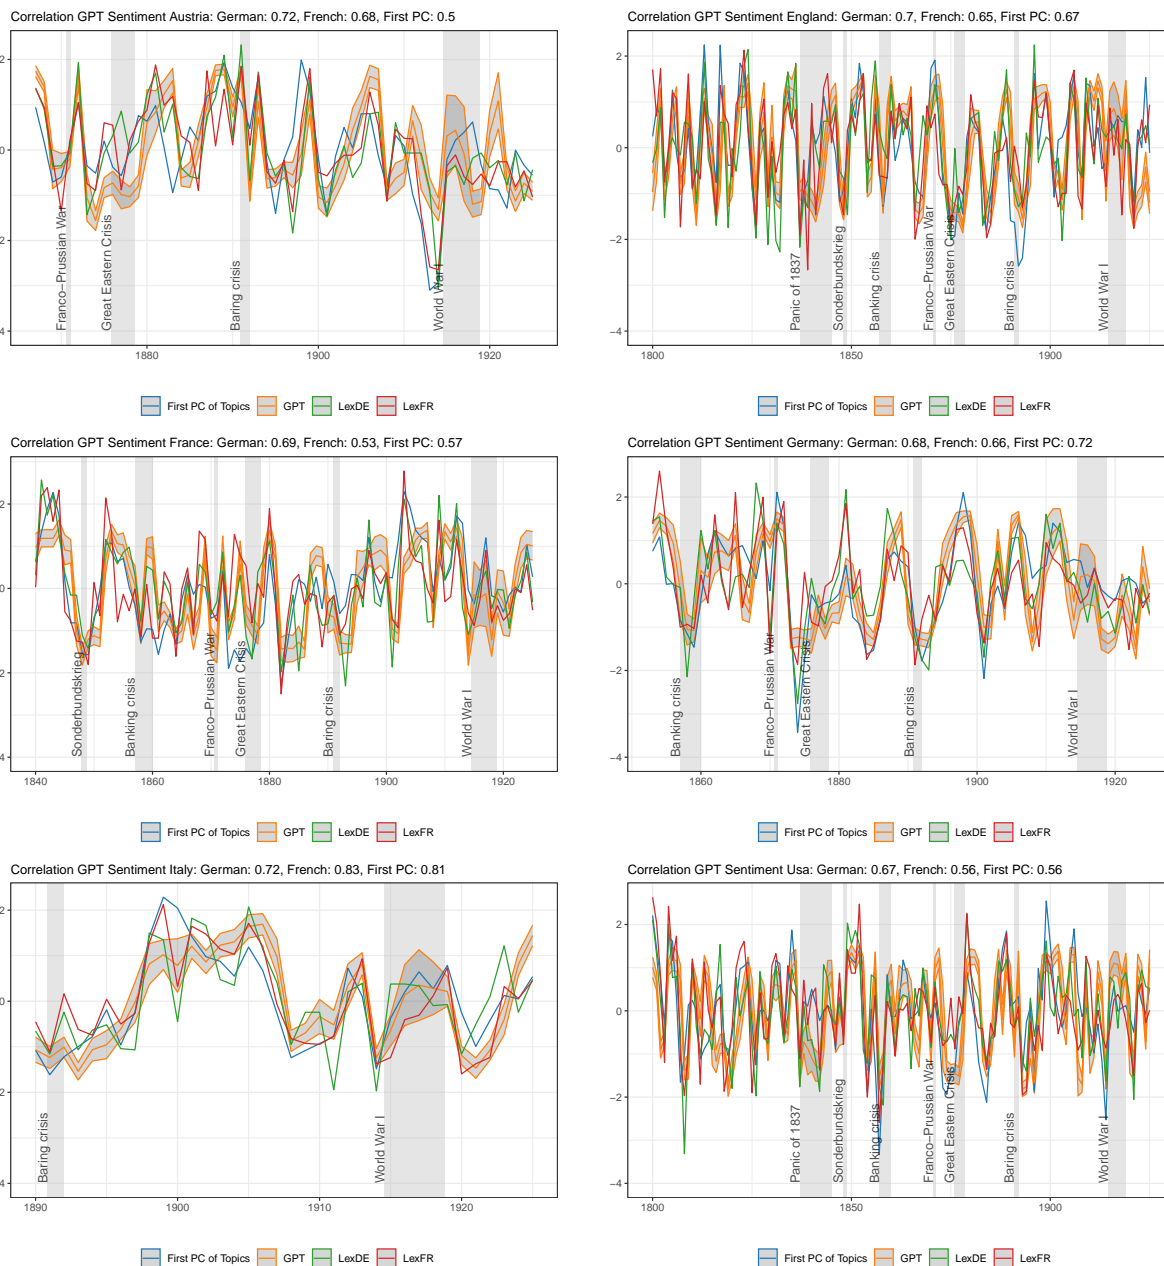 Correlation GPT Sentiment Austria: German: 0.72, French: 0.68, First PC: 0.5
2
0
2
4
Franco−Prussian War
Great Eastern Crisis
Baring crisis
World War I
1880
1900
1920
First PC of Topics
GPT
LexDE
LexFR
Correlation GPT Sentiment England: German: 0.7, French: 0.65, First PC: 0.67
2
0
−2
−4
Panic of 1837
Sonderbundskrieg
Banking crisis
Franco−Prussian War
Great Eastern Crisis
Baring crisis
World War I
1800
1850
1900
First PC of Topics
GPT
LexDE
LexFR
Correlation GPT Sentiment France: German: 0.69, French: 0.53, First PC: 0.57
2
0
2
4
Sonderbundskrieg
Banking crisis
Franco−Prussian War
Great Eastern Crisis
Baring crisis
World War I
1840
1860
1880
1900
1920
First PC of Topics
GPT
LexDE
LexFR
Correlation GPT Sentiment Germany: German: 0.68, French: 0.66, First PC: 0.72
2
0
−2
−4
Banking crisis
Franco−Prussian War
Great Eastern Crisis
Baring crisis
World War I
1860
1880
1900
1920
First PC of Topics
GPT
LexDE
LexFR
Correlation GPT Sentiment Italy: German: 0.72, French: 0.83, First PC: 0.81
2
0
2
4
Baring crisis
World War I
1890
1900
1910
1920
First PC of Topics
GPT
LexDE
LexFR
Correlation GPT Sentiment Usa: German: 0.67, French: 0.56, First PC: 0.56
2
0
−2
−4
Panic of 1837
Sonderbundskrieg
Banking crisis
Franco−Prussian War
Great Eastern Crisis
Baring crisis
World War I
1800
1850
1900
First PC of Topics
GPT
LexDE
LexFR